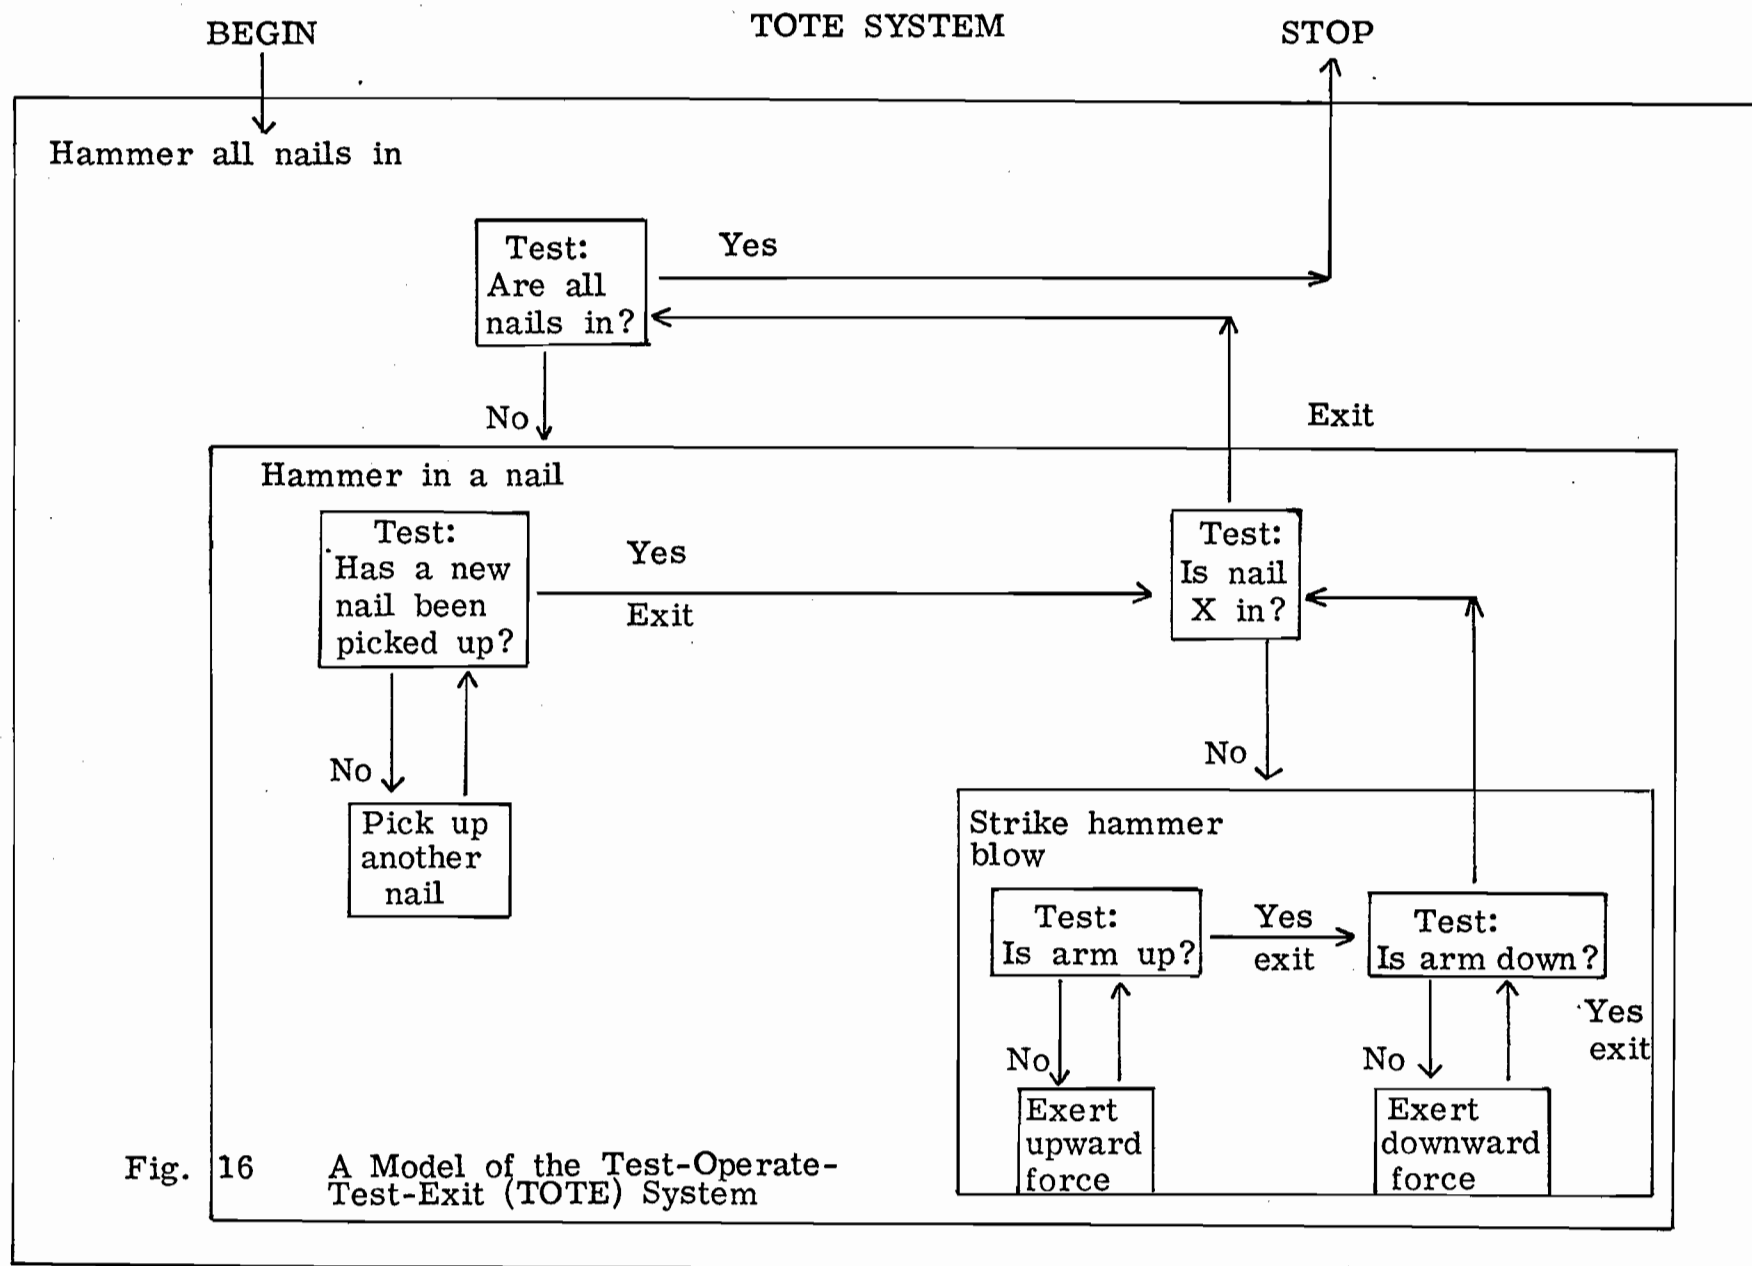 BEGIN
TOTE SYSTEM
STOP
Hammer all nails in
Test:
Are all
nails in?
Yes
No
Exit
Hammer in a nail
Test:
Has a new
nail been
picked up?
Yes
Exit
Test:
Is nail
X in?
No
Pick up
another
nail
No
Strike hammer
blow
Test:
Is arm up?
Yes
exit
Test:
Is arm down?
Yes
exit
No
Exert
upward
force
No
Exert
downward
force
Fig. 16 A Model of the Test-Operate-
Test-Exit (TOTE) System